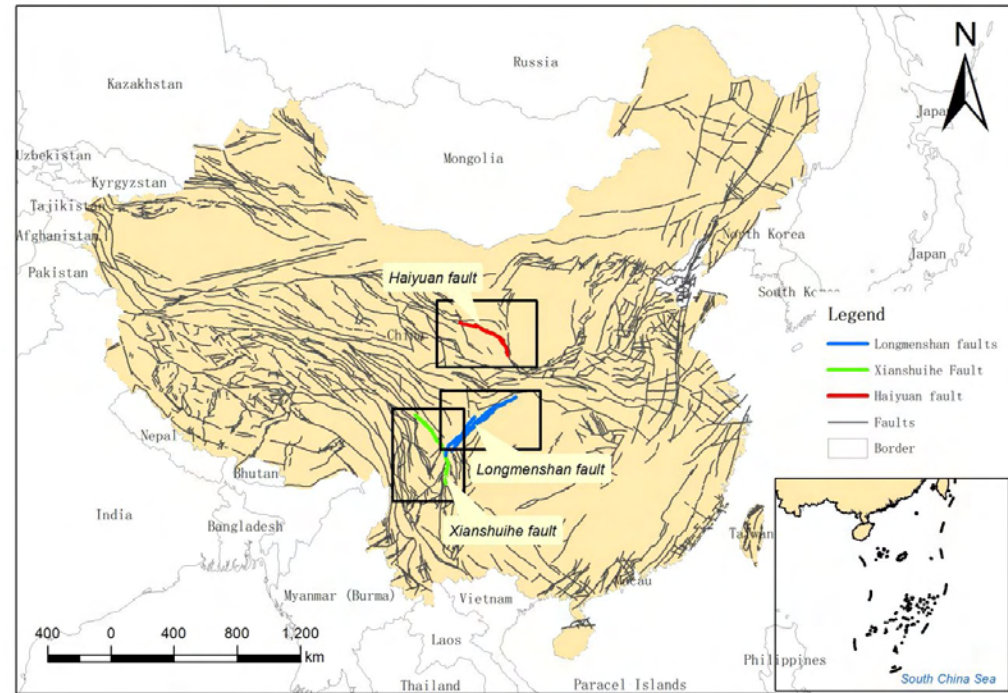 N
Russia
Kazakhstan
Japan
Mongolia
Uzbekistan
Kyrgyzstan
Tajikistan
Afghanistan
North Korea
Japan
Pakistan
Haiyuan fault
South Korea
Legend
Longmenshan faults
Xianshuihe Fault
Haiyuan fault
Faults
Border
China
Nepal
Longmenshan fault
Bhutan
India
Bangladesh
Xianshuihe fault
Taiwan
Macau
Myanmar (Burma)
Vietnam
Laos
400 0 400 800 1,200
km
Philippines
Thailand
Paracel Islands
South China Sea